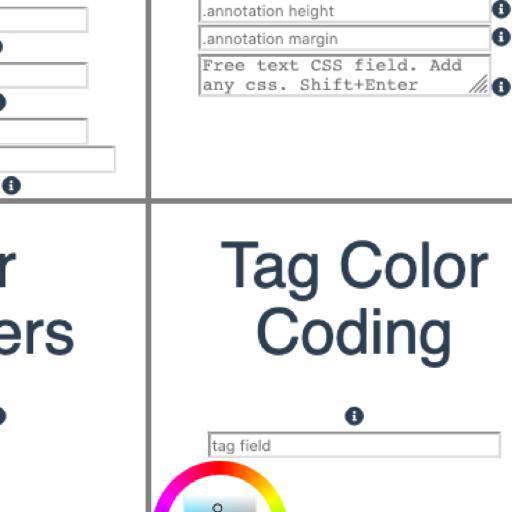 .annotation height
.annotation margin
Free text CSS field. Add
any css. Shift+Enter
r
ers
Tag Color
Coding
tag field